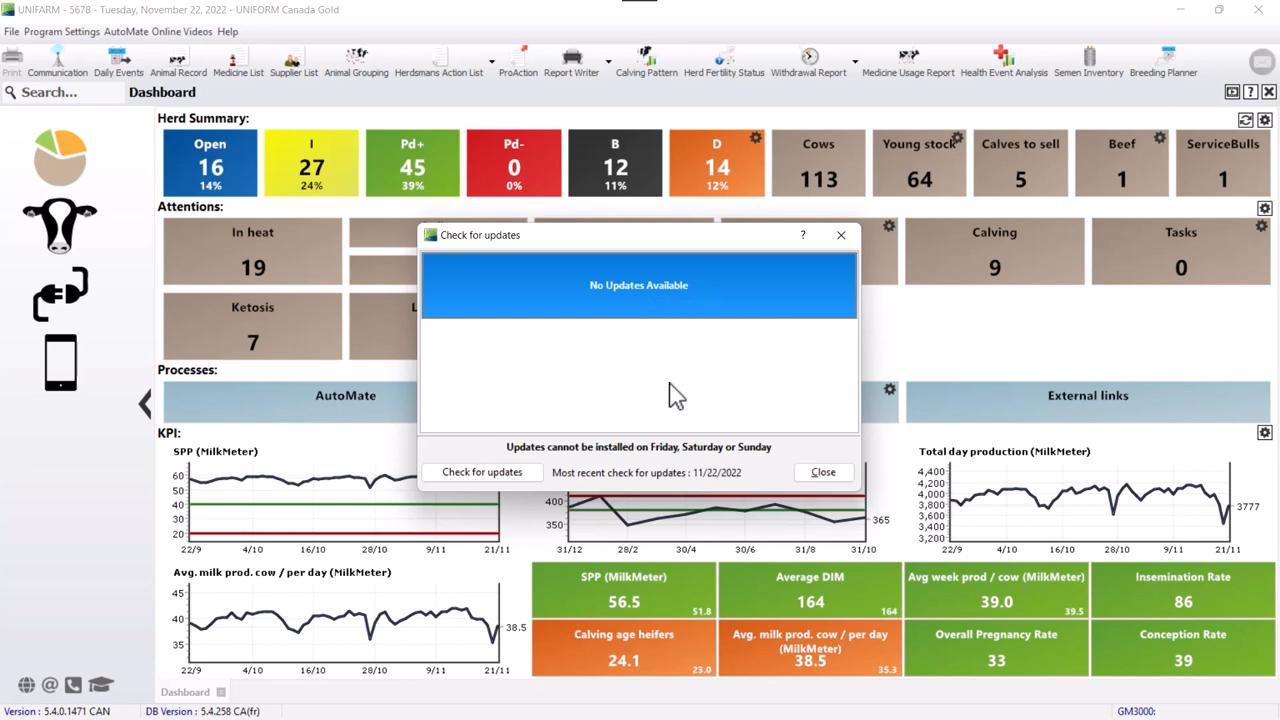 UNIFARM - 5678 - Tuesday, November 22, 2022 - UNIFORM Canada Gold
File Program Settings AutoMate Online Videos Help
Print Communication Daily Events Animal Record Medicine List Supplier List Animal Grouping Herdsmans Action List ProAction Report Writer Calving Pattern Herd Fertility Status Withdrawal Report Medicine Usage Report Health Event Analysis Semen Inventory Breeding Planner
Search... Dashboard
Herd Summary:
Open I Pd+ Pd- B D Cows Young stock Calves to sell Beef ServiceBulls
16 27 45 0 12 14 113 64 5 1 1
14% 24% 39% 0% 11% 12%
Attentions:
In heat Calving Tasks
19 9 0
Check for updates
No Updates Available
Ketosis
7
Processes:
AutoMate External links
KPI:
Updates cannot be installed on Friday, Saturday or Sunday
Check for updates Most recent check for updates : 11/22/2022 Close
SPP (MilkMeter)
60
50
40
30
20
22/9 4/10 16/10 28/10 9/11 21/11
400
350
365
31/12 28/2 30/4 30/6 31/8 31/10
Total day production (MilkMeter)
4,400
4,200
4,000
3,800
3,600
3,400
3,200
3777
22/9 4/10 16/10 28/10 9/11 21/11
Avg. milk prod. cow / per day (MilkMeter)
45
40
35
38.5
22/9 4/10 16/10 28/10 9/11 21/11
SPP (MilkMeter) Average DIM Avg week prod / cow (MilkMeter) Insemination Rate
56.5 51.8 164 164 39.0 39.5 86
Calving age heifers Avg. milk prod. cow / per day (MilkMeter) Overall Pregnancy Rate Conception Rate
24.1 23.0 38.5 35.3 33 39
Dashboard
Version : 5.4.0.1471 CAN DB Version : 5.4.258 CA(fr) GM3000: